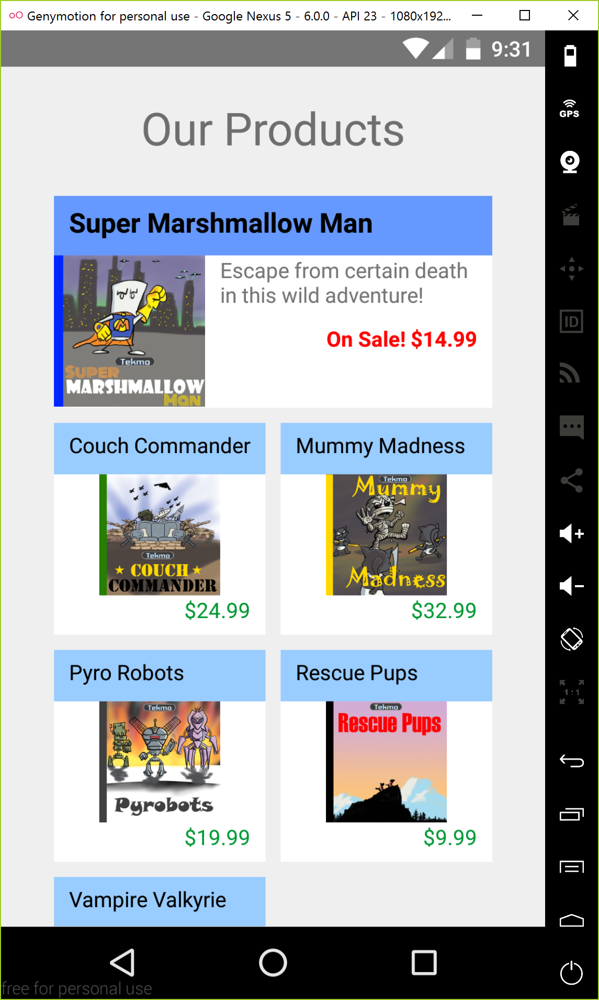 Genymotion for personal use - Google Nexus 5 - 6.0.0 - API 23 - 1080x192...
9:31
GPS
Our Products
Super Marshmallow Man
Escape from certain death
in this wild adventure!
On Sale! $14.99
M
Tekmo
SUPER
MARSHMALLOW
MAN
ID
Couch Commander
Mummy Madness
Tekmo
COUCH
COMMANDER
Tekmo
Mummy
Madness
$24.99
$32.99
Pyro Robots
Rescue Pups
Tekmo
Pyrobots
Tekmo
Rescue Pups
1:1
$19.99
$9.99
Vampire Valkyrie
free for personal use